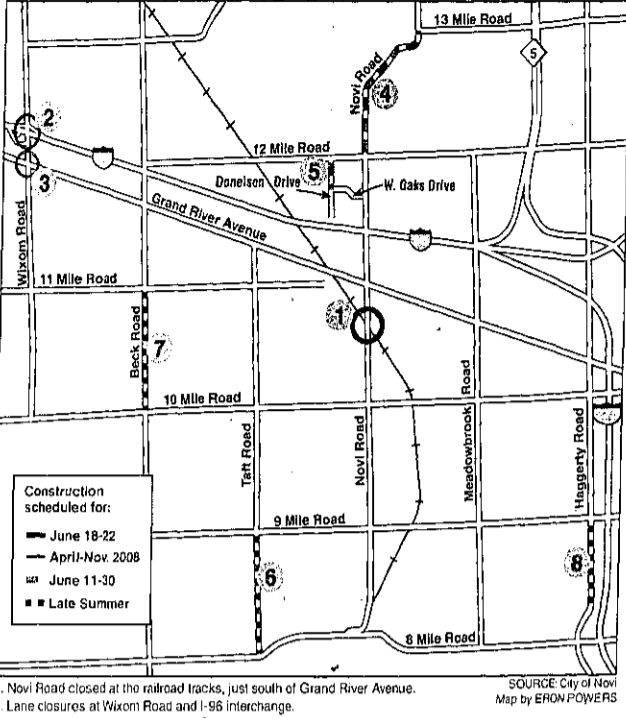 13 Mile Road
5
Novi Road
4
2
12 Mile Road
5
Donelson Drive
W. Oaks Drive
3
Grand River Avenue
Wixom Road
11 Mile Road
1
Beck Road
7
10 Mile Road
Taft Road
Novi Road
Meadowbrook Road
Haggerty Road
Construction
scheduled for:
June 18-22
April-Nov. 2008
June 11-30
Late Summer
9 Mile Road
6
8
8 Mile Road
. Novi Road closed at the railroad tracks, just south of Grand River Avenue.
. Lane closures at Wixom Road and I-96 interchange.
SOURCE: City of Novi
Map by ERON POWERS